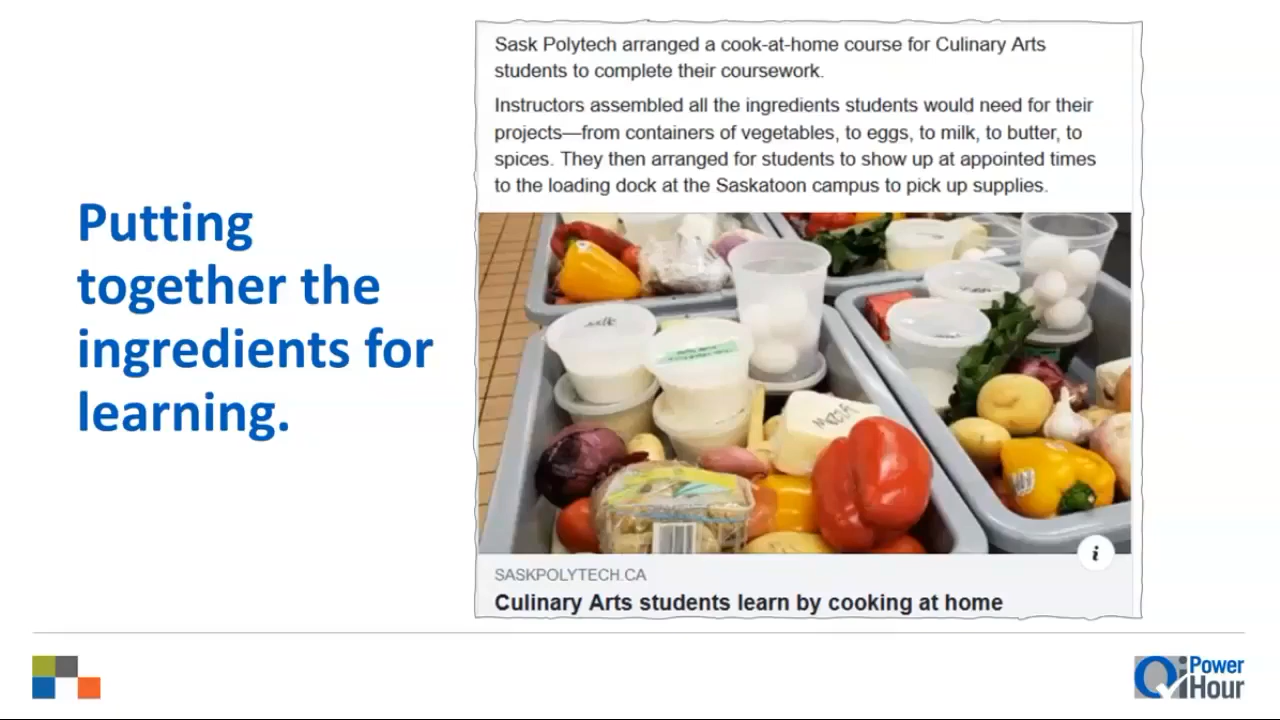 Putting
together the
ingredients for
learning.
Sask Polytech arranged a cook-at-home course for Culinary Arts
students to complete their coursework.
Instructors assembled all the ingredients students would need for their
projects—from containers of vegetables, to eggs, to milk, to butter, to
spices. They then arranged for students to show up at appointed times
to the loading dock at the Saskatoon campus to pick up supplies.
milk
i
SASKPOLYTECH.CA
Culinary Arts students learn by cooking at home
Qi Power
Hour